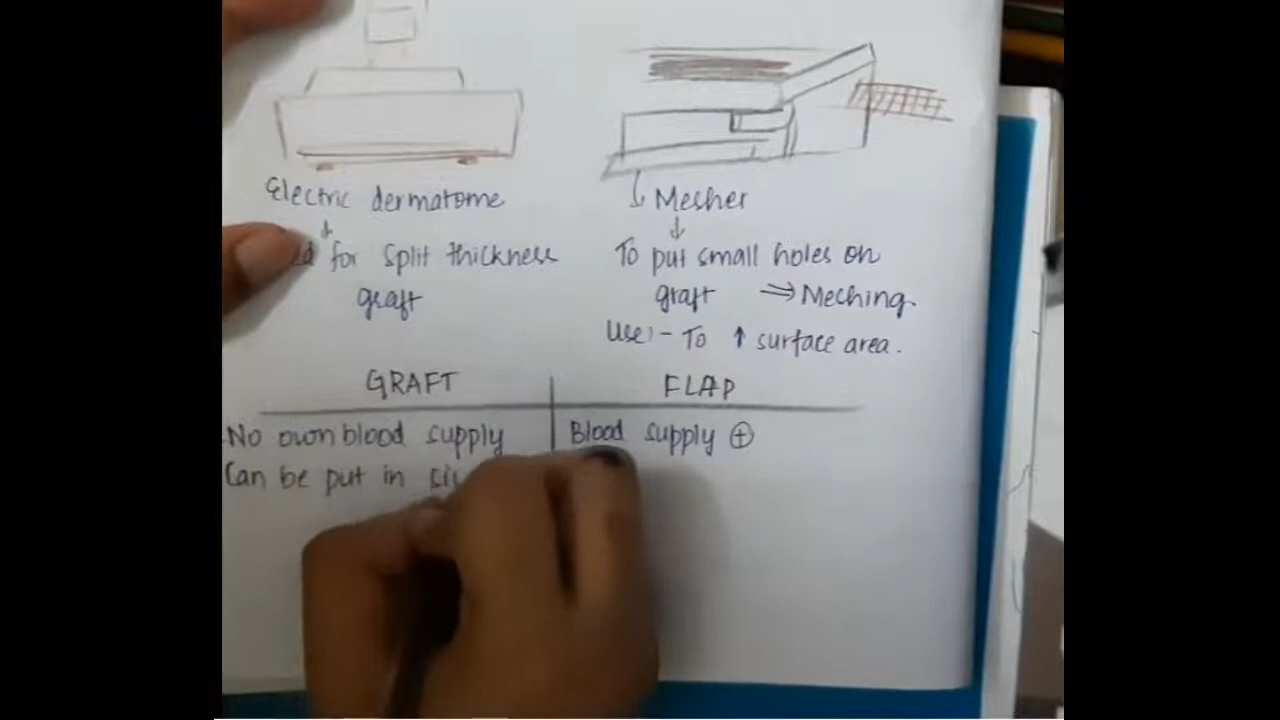 Electric dermatome
for split thickness
graft
↓ Mesher
↓
To put small holes on
graft ⇒ Meching
Use:- To ↑ surface area.
GRAFT FLAP
No own blood supply Blood supply ⊕
Can be put in